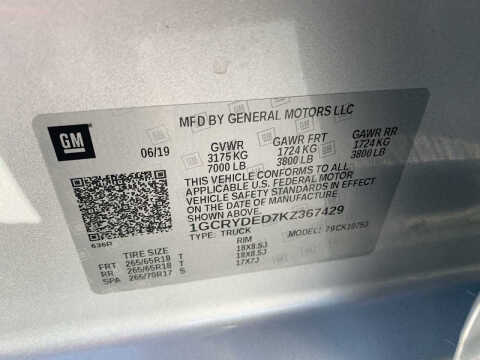 MFD BY GENERAL MOTORS LLC
GM
06/19 GVWR GAWR FRT GAWR RR
3175 KG 1724 KG 1724 KG
7000 LB 3800 LB 3800 LB
THIS VEHICLE CONFORMS TO ALL
APPLICABLE U.S. FEDERAL MOTOR
VEHICLE SAFETY STANDARDS IN EFFECT
ON THE DATE OF MANUFACTURE
SHOWN ABOVE.
1GCRYDED7KZ367429
TYPE: TRUCK MODEL:
636P
TIRE SIZE RIM
FRT 265/65R18 T 18X8.5J
RR 265/65R18 T 18X8.5J
SPA 265/70R17 S 17X7J